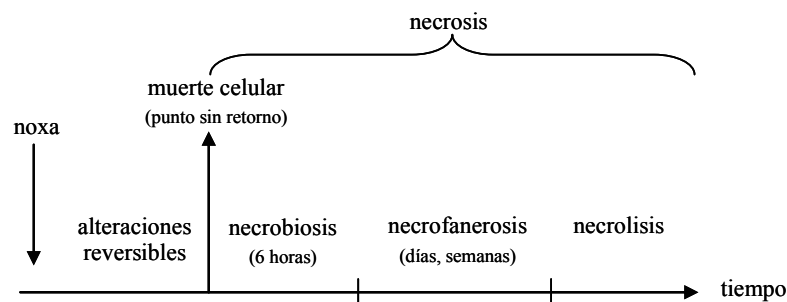 necrosis
muerte celular
(punto sin retorno)
noxa
alteraciones
reversibles
necrobiosis
(6 horas)
necrofanerosis
(días, semanas)
necrolisis
tiempo